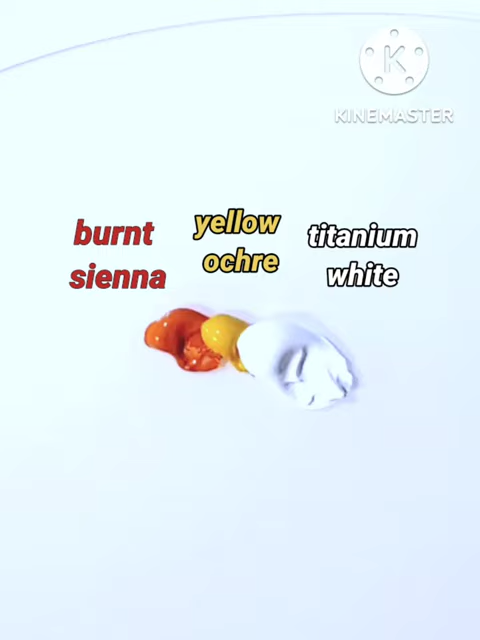 KINEMASTER
burnt
sienna
yellow
ochre
titanium
white